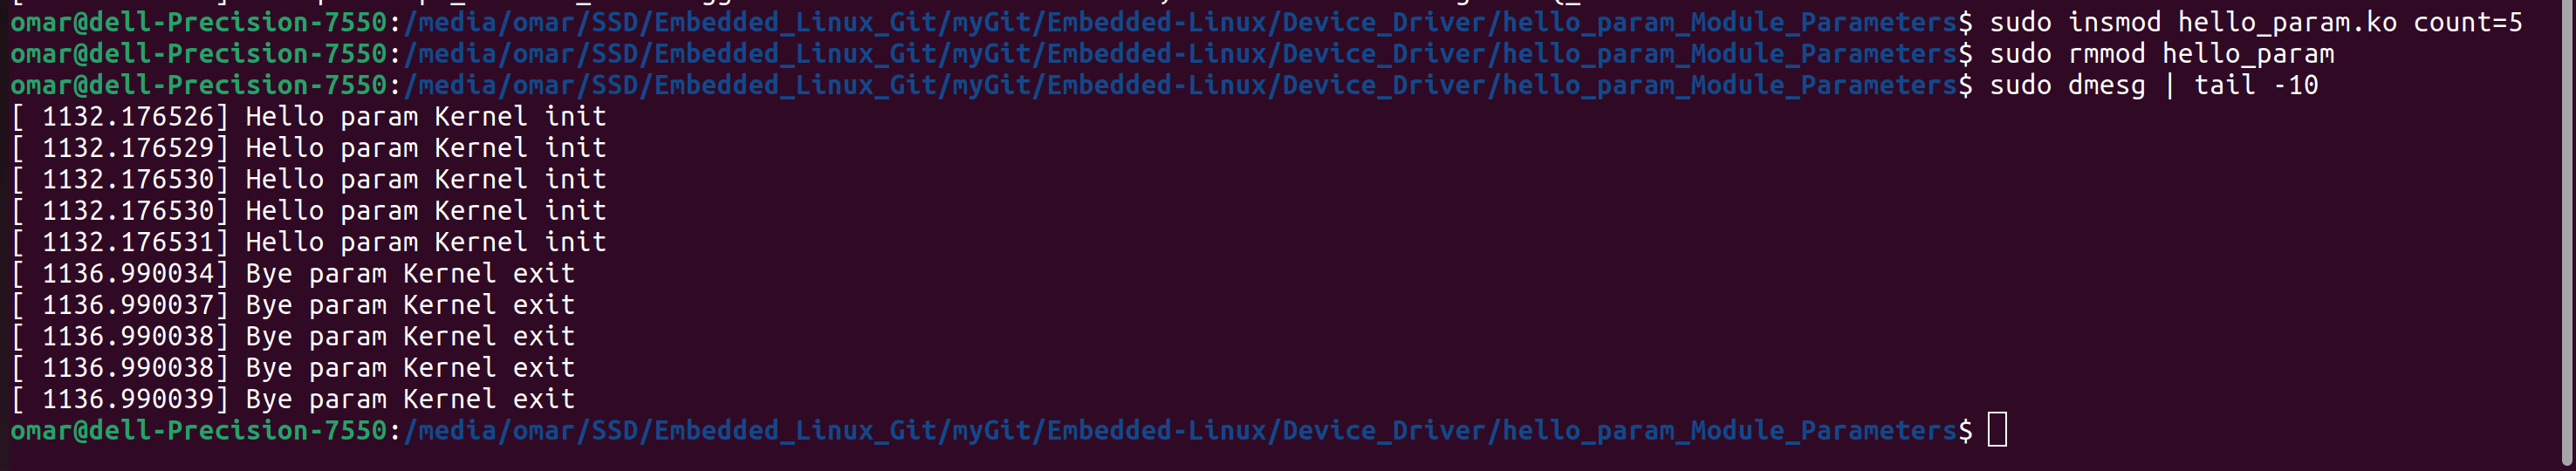 omar@dell-Precision-7550:/media/omar/SSD/Embedded_Linux_Git/myGit/Embedded-Linux/Device_Driver/hello_param_Module_Parameters$ sudo insmod hello_param.ko count=5
omar@dell-Precision-7550:/media/omar/SSD/Embedded_Linux_Git/myGit/Embedded-Linux/Device_Driver/hello_param_Module_Parameters$ sudo rmmod hello_param
omar@dell-Precision-7550:/media/omar/SSD/Embedded_Linux_Git/myGit/Embedded-Linux/Device_Driver/hello_param_Module_Parameters$ sudo dmesg | tail -10
[ 1132.176526] Hello param Kernel init
[ 1132.176529] Hello param Kernel init
[ 1132.176530] Hello param Kernel init
[ 1132.176530] Hello param Kernel init
[ 1132.176531] Hello param Kernel init
[ 1136.990034] Bye param Kernel exit
[ 1136.990037] Bye param Kernel exit
[ 1136.990038] Bye param Kernel exit
[ 1136.990038] Bye param Kernel exit
[ 1136.990039] Bye param Kernel exit
omar@dell-Precision-7550:/media/omar/SSD/Embedded_Linux_Git/myGit/Embedded-Linux/Device_Driver/hello_param_Module_Parameters$